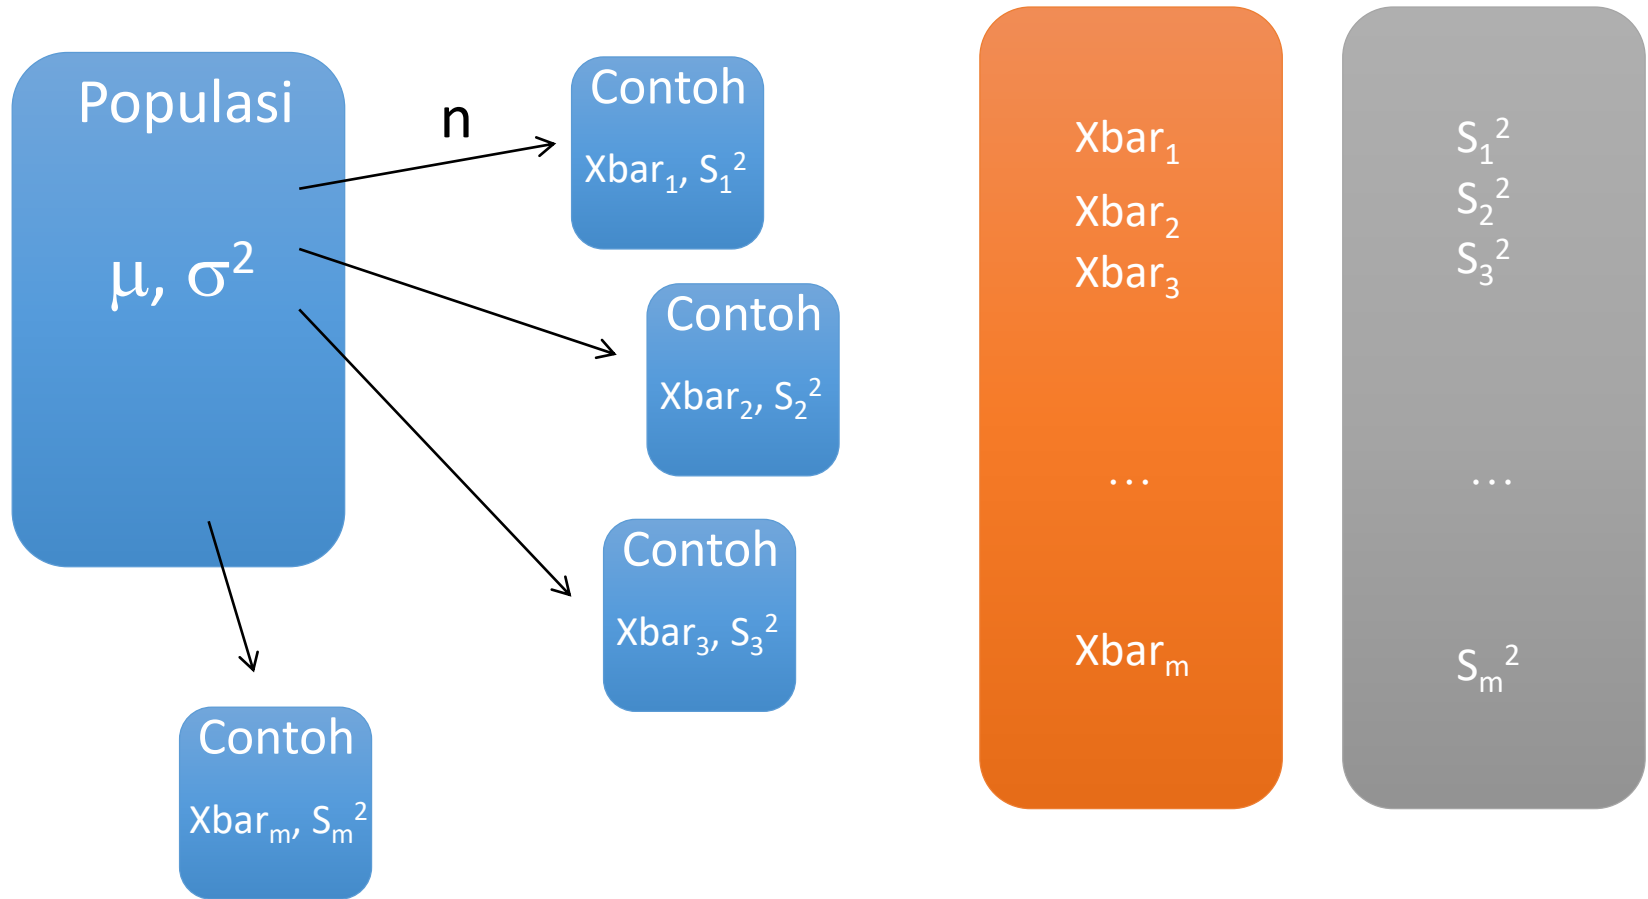 Populasi
μ, σ²
n
Contoh
Xbar₁, S₁²
Contoh
Xbar₂, S₂²
Contoh
Xbar₃, S₃²
Contoh
Xbarₘ, Sₘ²
Xbar₁
Xbar₂
Xbar₃
...
Xbarₘ
S₁²
S₂²
S₃²
...
Sₘ²